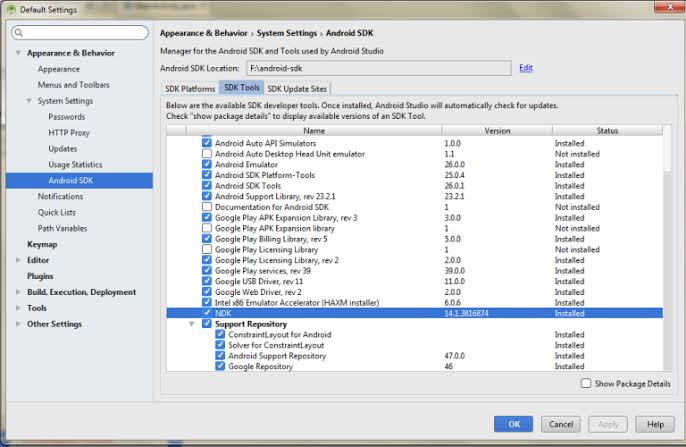 Default Settings
Appearance & Behavior
Appearance
Menus and Toolbars
System Settings
Passwords
HTTP Proxy
Updates
Usage Statistics
Android SDK
Notifications
Quick Lists
Path Variables
Keymap
Editor
Plugins
Build, Execution, Deployment
Tools
Other Settings
Appearance & Behavior › System Settings › Android SDK
Manager for the Android SDK and Tools used by Android Studio
Android SDK Location: F:\android-sdk Edit
SDK Platforms SDK Tools SDK Update Sites
Below are the available SDK developer tools. Once installed, Android Studio will automatically check for updates.
Check "show package details" to display available versions of an SDK Tool.
Name Version Status
Android Auto API Simulators 1.0.0 Installed
Android Auto Desktop Head Unit emulator 1.1 Not installed
Android Emulator 26.0.0 Installed
Android SDK Platform-Tools 25.0.4 Installed
Android SDK Tools 26.0.1 Installed
Android Support Library, rev 23.2.1 23.2.1 Installed
Documentation for Android SDK 1 Not installed
Google Play APK Expansion Library, rev 3 3.0.0 Installed
Google Play APK Expansion library 1 Not installed
Google Play Billing Library, rev 5 5.0.0 Installed
Google Play Licensing Library 1 Not installed
Google Play Licensing Library, rev 2 2.0.0 Installed
Google Play services, rev 39 39.0.0 Installed
Google USB Driver, rev 11 11.0.0 Installed
Google Web Driver, rev 2 2.0.0 Installed
Intel x86 Emulator Accelerator (HAXM installer) 6.0.6 Installed
NDK 14.1.3816874 Installed
Support Repository
ConstraintLayout for Android Installed
Solver for ConstraintLayout Installed
Android Support Repository 47.0.0 Installed
Google Repository 46 Installed
Show Package Details
OK Cancel Apply Help